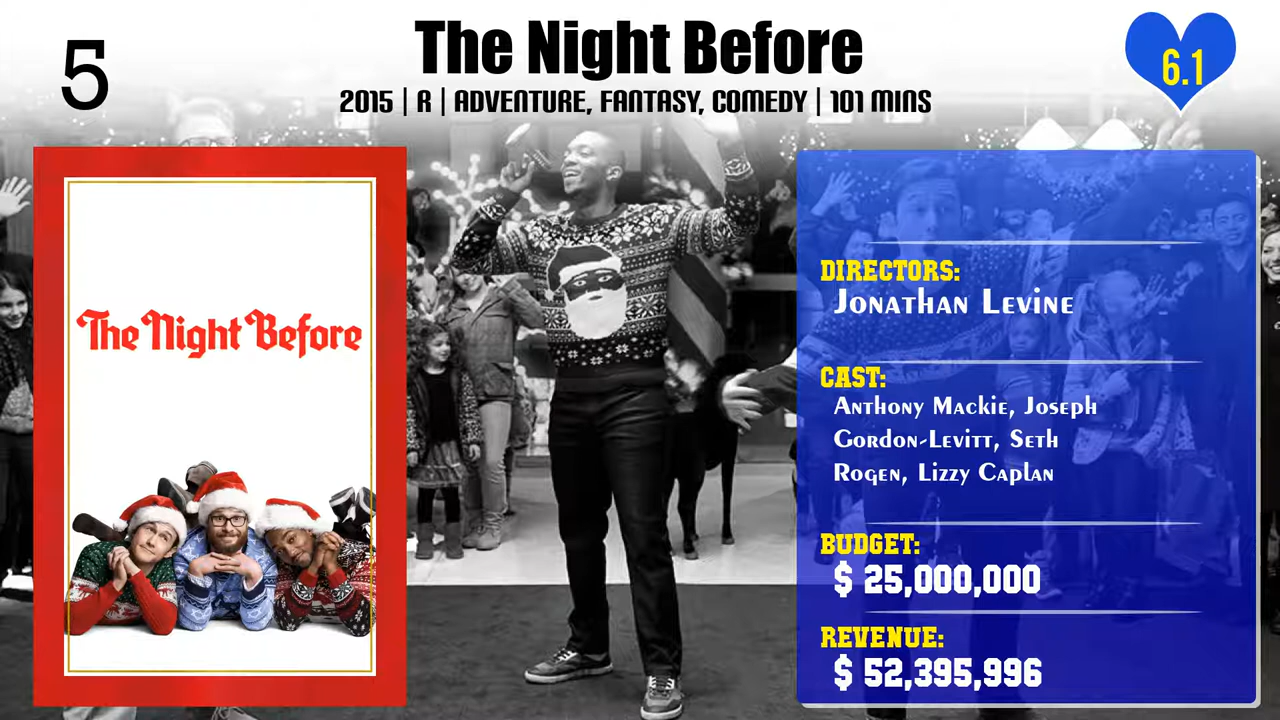 5
The Night Before
2015 | R | ADVENTURE, FANTASY, COMEDY | 101 MINS
6.1
The Night Before
DIRECTORS:
Jonathan Levine
CAST:
Anthony Mackie, Joseph
Gordon-Levitt, Seth
Rogen, Lizzy Caplan
BUDGET:
$ 25,000,000
REVENUE:
$ 52,395,996